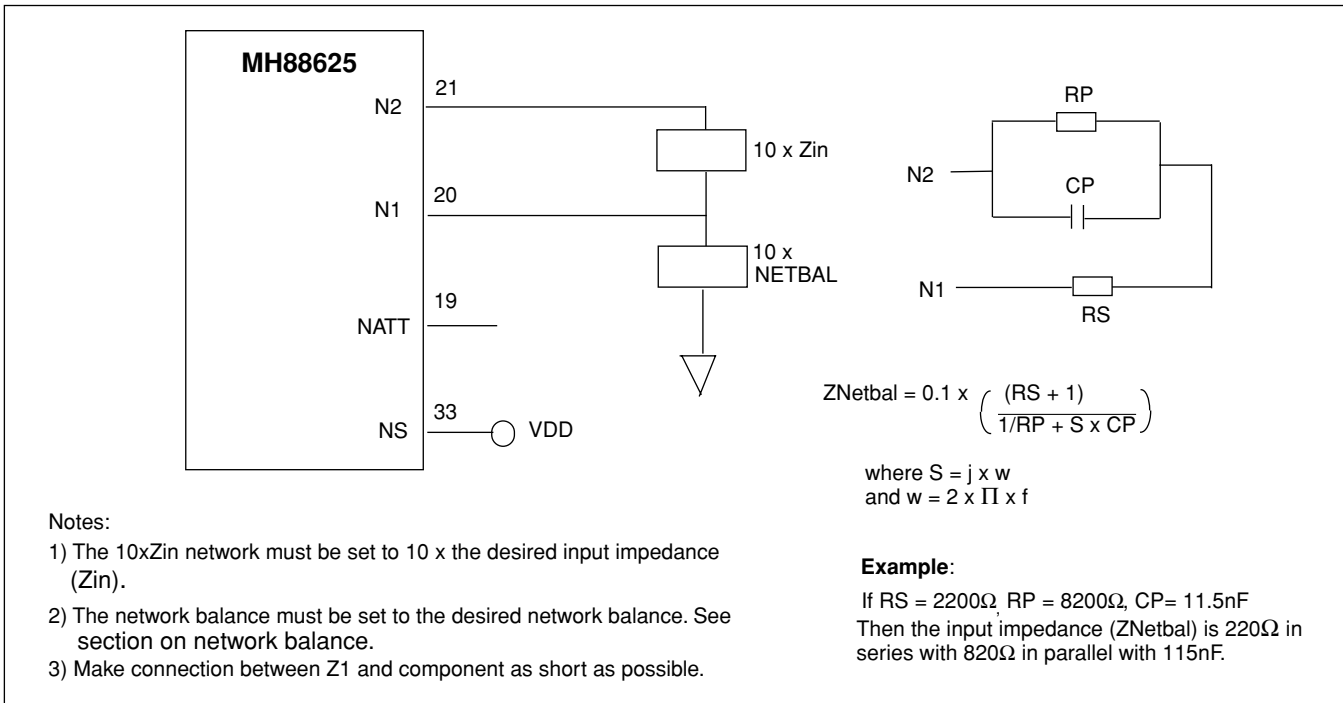 MH88625
N2
21
10 x Zin
N1
20
10 x
NETBAL
NATT
19
NS
33
VDD
RP
N2
CP
N1
RS
ZNetbal = 0.1 x ( (RS + 1)
1/RP + S x CP )
where S = j x w
and w = 2 x Π x f
Notes:
1) The 10xZin network must be set to 10 x the desired input impedance
(Zin).
2) The network balance must be set to the desired network balance. See
section on network balance.
3) Make connection between Z1 and component as short as possible.
Example:
If RS = 2200Ω, RP = 8200Ω, CP= 11.5nF
Then the input impedance (ZNetbal) is 220Ω in
series with 820Ω in parallel with 115nF.